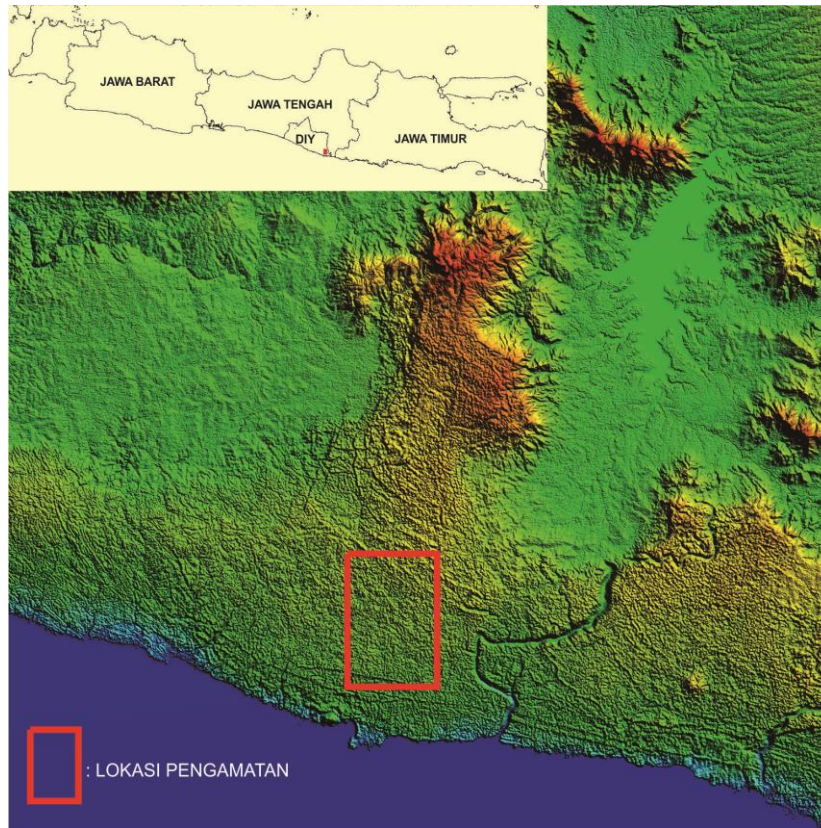 JAWA BARAT
JAWA TENGAH
DIY
JAWA TIMUR
: LOKASI PENGAMATAN